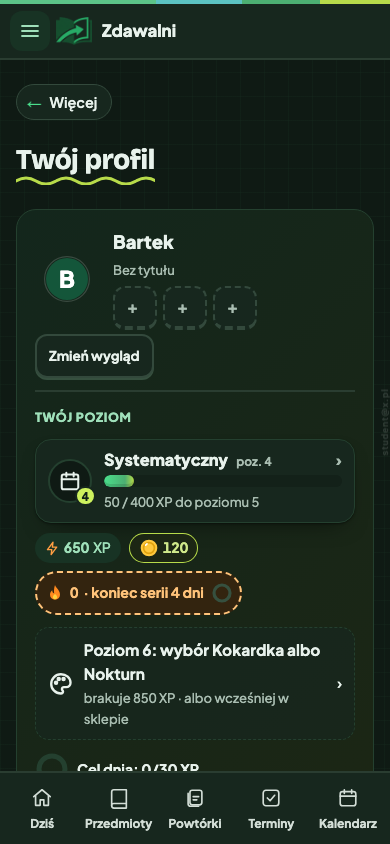 Zdawalni
← Więcej
Twój profil
B
Bartek
Bez tytułu
+ + +
Zmień wygląd
TWÓJ POZIOM
Systematyczny poz. 4 ›
4
50 / 400 XP do poziomu 5
650 XP 120
0 · koniec serii 4 dni
Poziom 6: wybór Kokardka albo
Nokturn
brakuje 850 XP · albo wcześniej w
sklepie
›
Cel dnia: 0/30 XP
student@z.pl
Dziś Przedmioty Powtórki Terminy Kalendarz